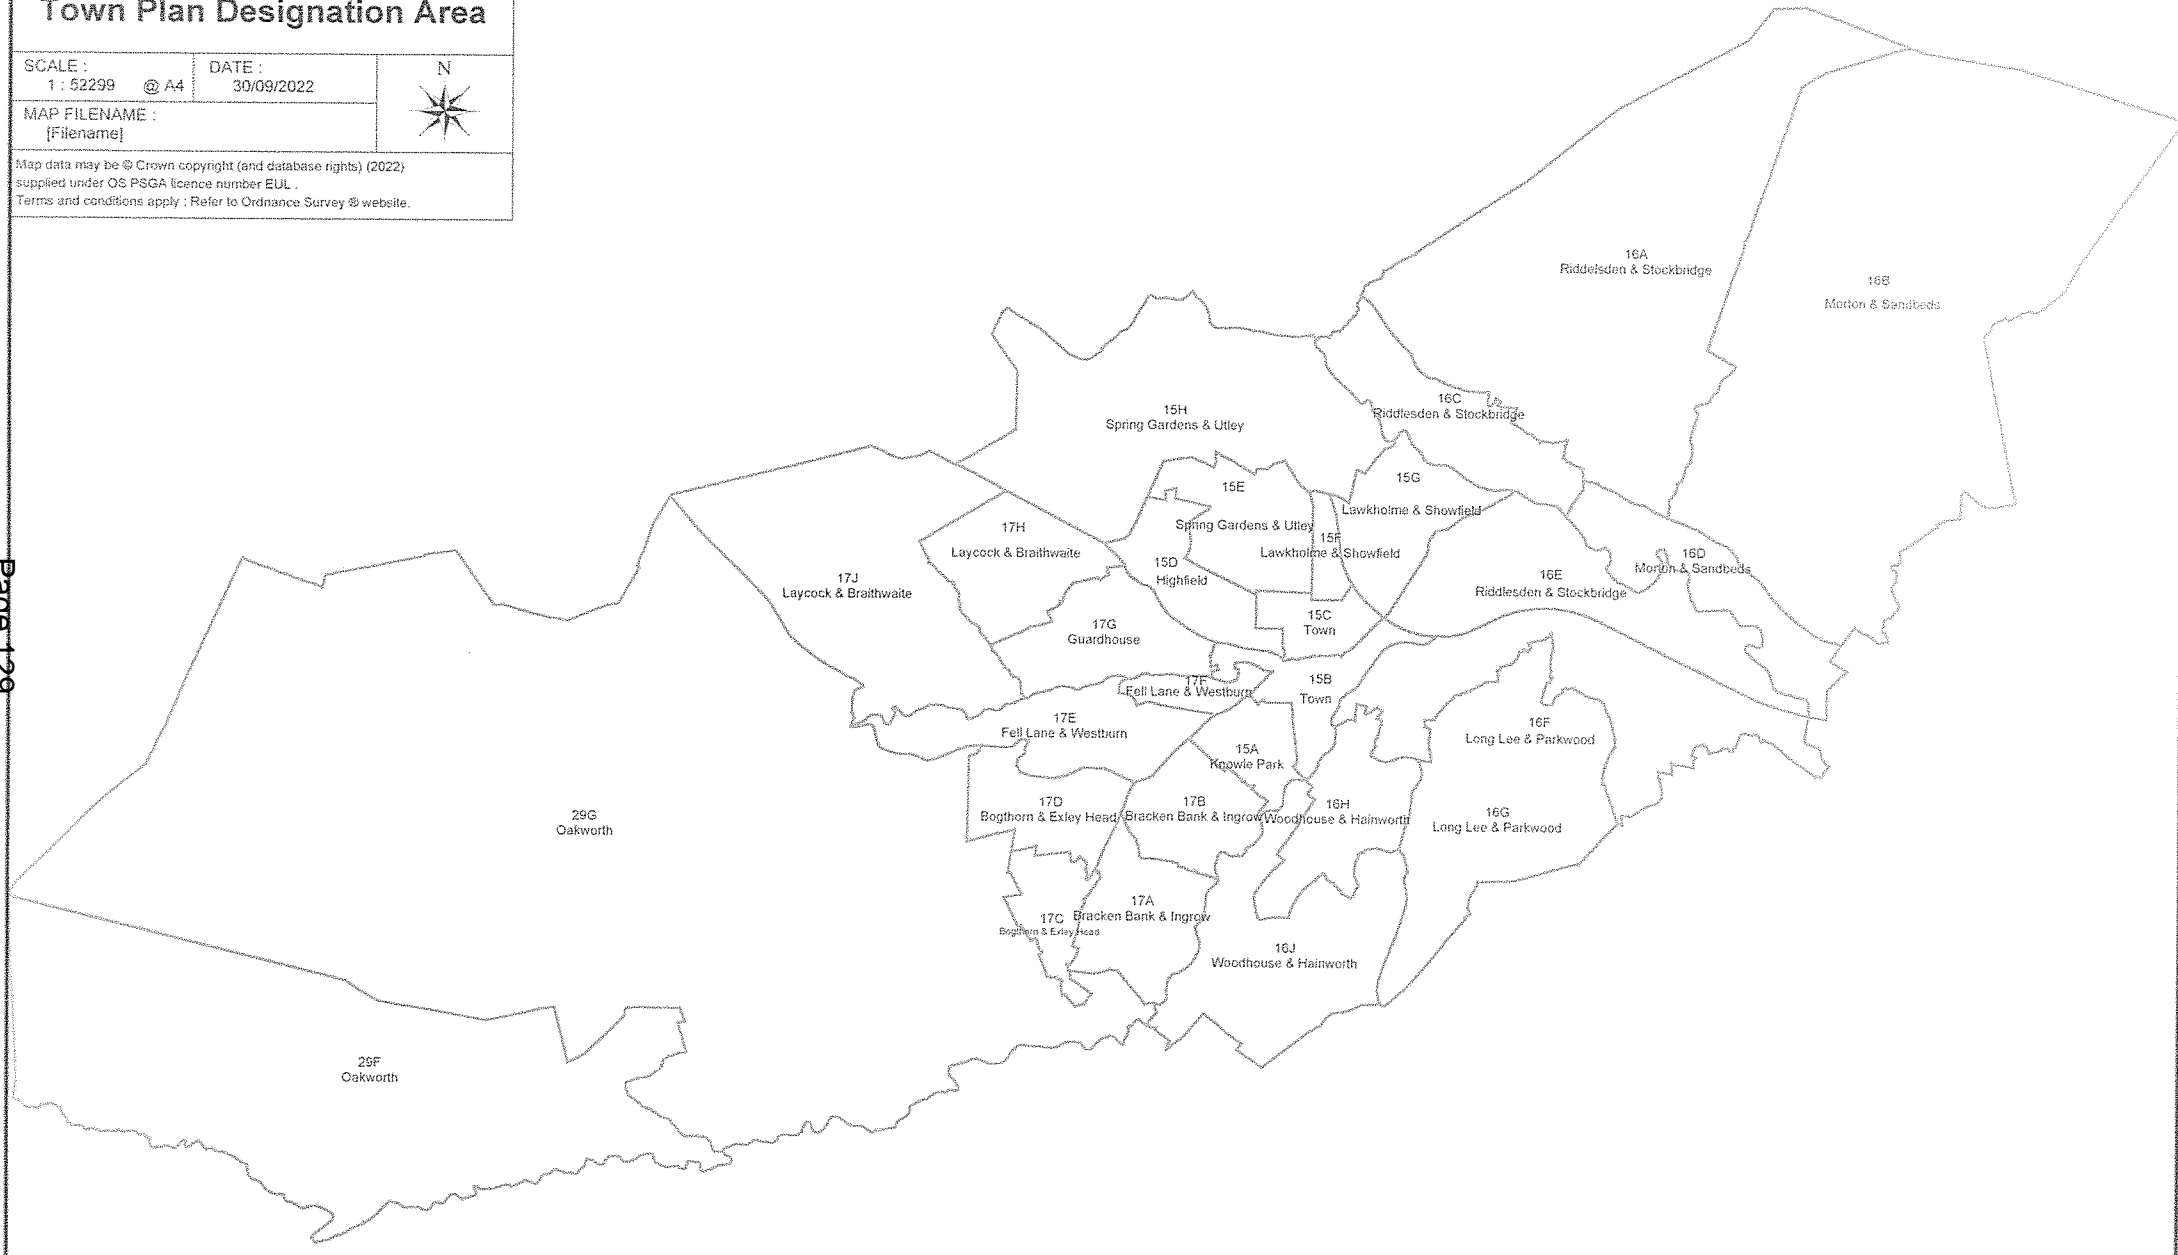 Town Plan Designation Area
SCALE :
1 : 52299 @ A4
DATE :
30/09/2022
N
MAP FILENAME :
[Filename]
Map data may be © Crown copyright (and database rights) (2022)
supplied under OS PSGA licence number EUL .
Terms and conditions apply : Refer to Ordnance Survey ® website.
16A
Riddelsden & Stockbridge
16B
Morton & Sandbeds
16C
Riddlesden & Stockbridge
15H
Spring Gardens & Utley
15G
Lawkholme & Showfield
15E
Spring Gardens & Utley
15F
Lawkholme & Showfield
17H
Laycock & Braithwaite
15D
Highfield
16D
Morton & Sandbeds
16E
Riddlesden & Stockbridge
17J
Laycock & Braithwaite
15C
Town
17G
Guardhouse
17F
Fell Lane & Westburn
15B
Town
17E
Fell Lane & Westburn
16F
Long Lee & Parkwood
15A
Knowle Park
17D
Bogthorn & Exley Head
17B
Bracken Bank & Ingrow
16H
Woodhouse & Hainworth
16G
Long Lee & Parkwood
29G
Oakworth
17A
Bracken Bank & Ingrow
17C
Bogthorn & Exley Head
16J
Woodhouse & Hainworth
29F
Oakworth
Page 129